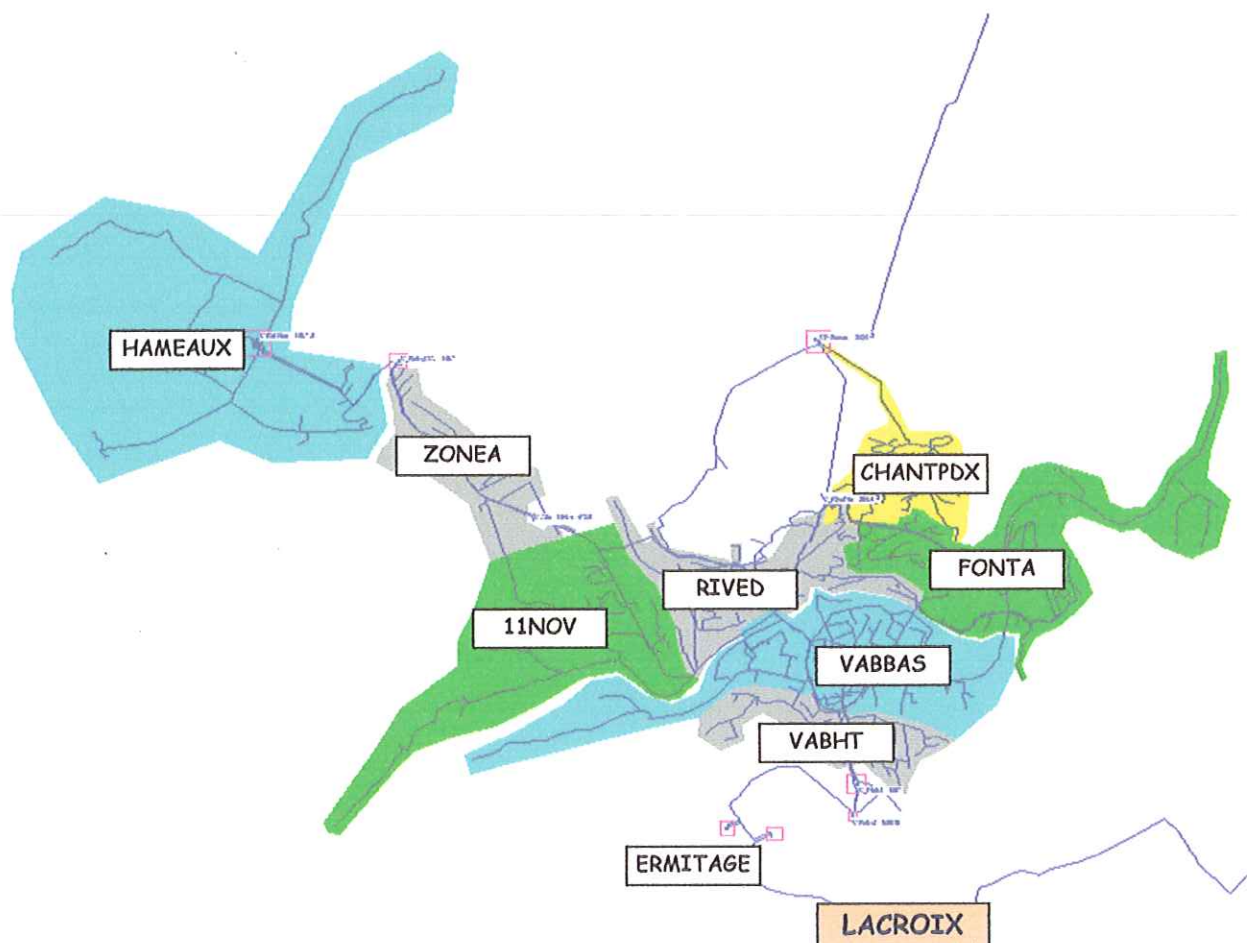 HAMEAUX
ZONEA
CHANTPDX
RIVED
FONTA
11NOV
VABBAS
VABHT
ERMITAGE
LACROIX